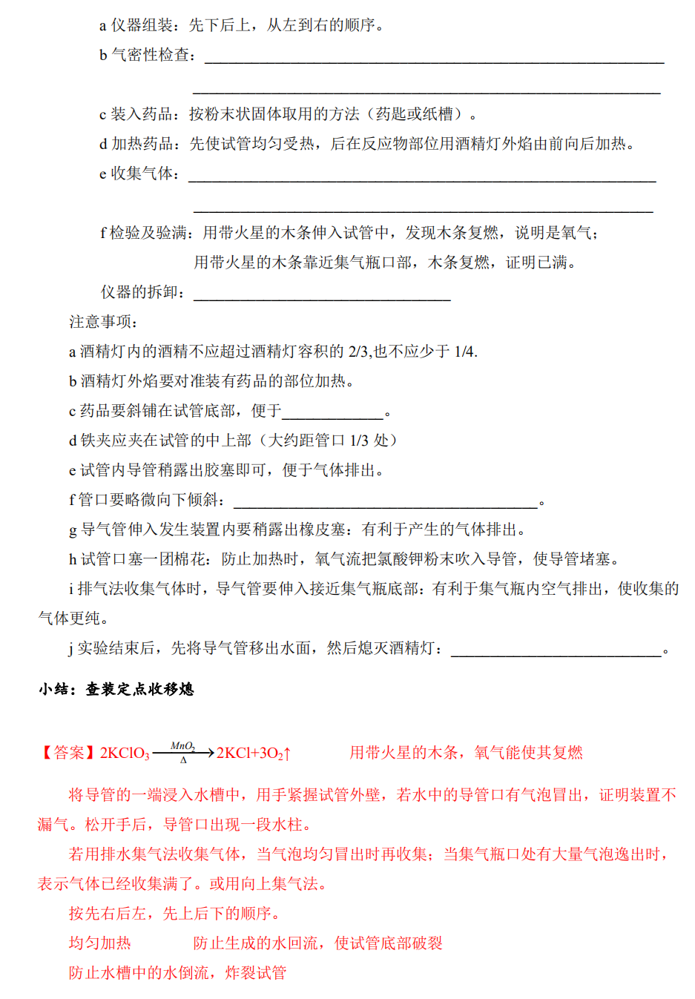 a 仪器组装：先下后上，从左到右的顺序。
b 气密性检查：
c 装入药品：按粉末状固体取用的方法（药匙或纸槽）。
d 加热药品：先使试管均匀受热，后在反应物部位用酒精灯外焰由前向后加热。
e 收集气体：
f 检验及验满：用带火星的木条伸入试管中，发现木条复燃，说明是氧气；
用带火星的木条靠近集气瓶口部，木条复燃，证明已满。
仪器的拆卸：
注意事项：
a 酒精灯内的酒精不应超过酒精灯容积的 2/3,也不应少于 1/4.
b 酒精灯外焰要对准装有药品的部位加热。
c 药品要斜铺在试管底部，便于_____________。
d 铁夹应夹在试管的中上部（大约距管口 1/3 处）
e 试管内导管稍露出胶塞即可，便于气体排出。
f 管口要略微向下倾斜：_______________________________________。
g 导气管伸入发生装置内要稍露出橡皮塞：有利于产生的气体排出。
h 试管口塞一团棉花：防止加热时，氧气流把氯酸钾粉末吹入导管，使导管堵塞。
i 排气法收集气体时，导气管要伸入接近集气瓶底部：有利于集气瓶内空气排出，使收集的
气体更纯。
j 实验结束后，先将导气管移出水面，然后熄灭酒精灯：___________________________。
小结：查装定点收移熄
【答案】2KClO₃ MnO₂ Δ → 2KCl+3O₂↑ 用带火星的木条，氧气能使其复燃
将导管的一端浸入水槽中，用手紧握试管外壁，若水中的导管口有气泡冒出，证明装置不
漏气。松开手后，导管口出现一段水柱。
若用排水集气法收集气体，当气泡均匀冒出时再收集；当集气瓶口处有大量气泡逸出时，
表示气体已经收集满了。或用向上集气法。
按先右后左，先上后下的顺序。
均匀加热 防止生成的水回流，使试管底部破裂
防止水槽中的水倒流，炸裂试管